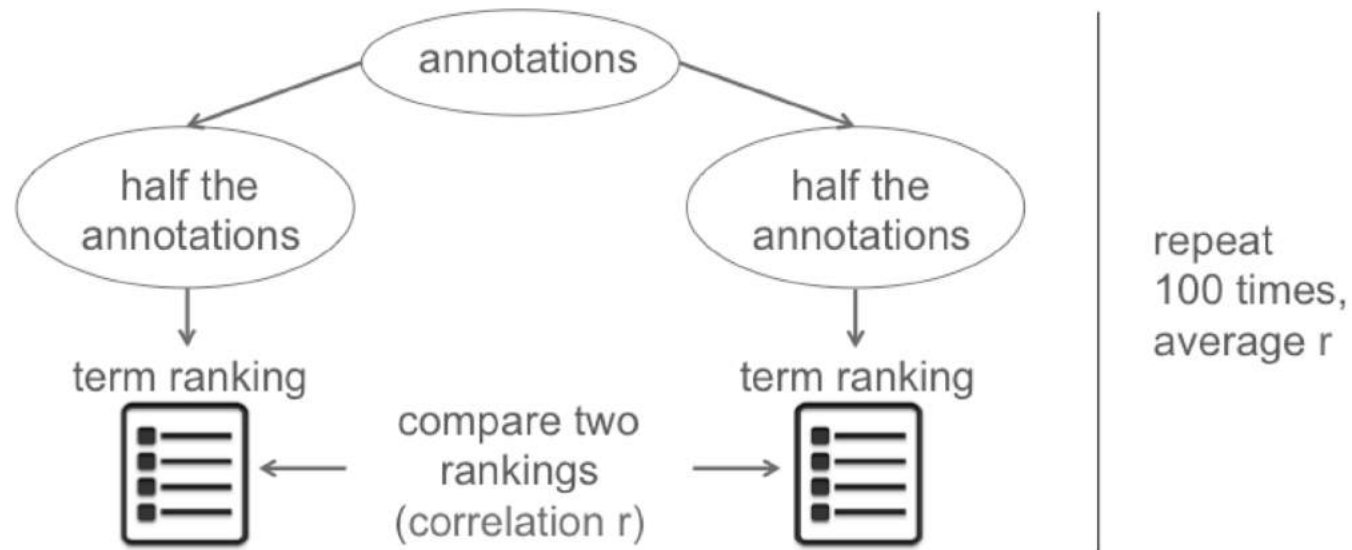 annotations
half the
annotations
half the
annotations
term ranking
term ranking
compare two
rankings
(correlation r)
repeat
100 times,
average r